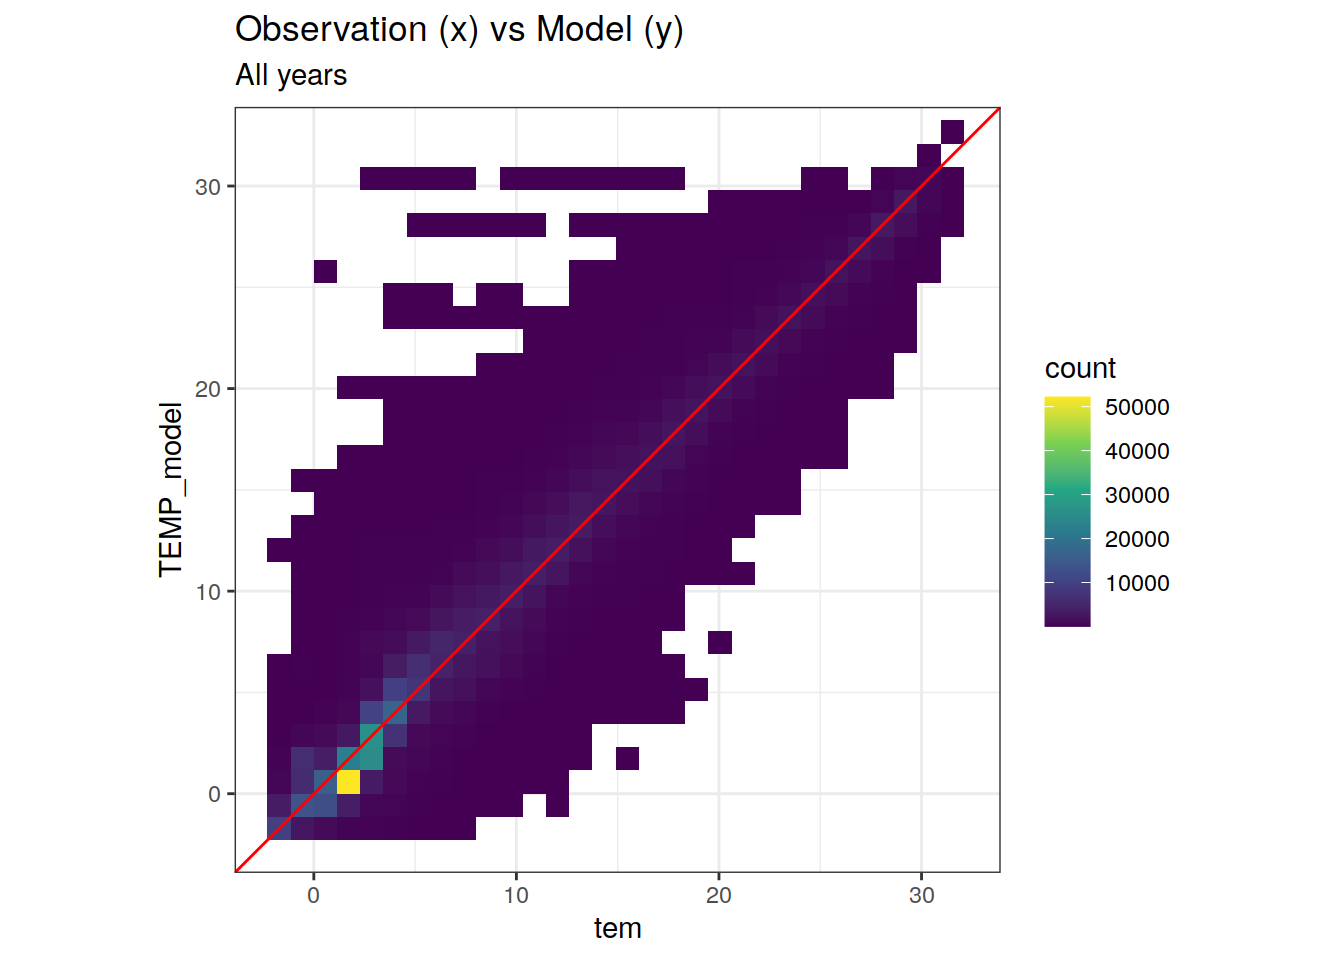 Observation (x) vs Model (y)
All years
30
20
10
0
TEMP_model
0 10 20 30
tem
count
50000
40000
30000
20000
10000